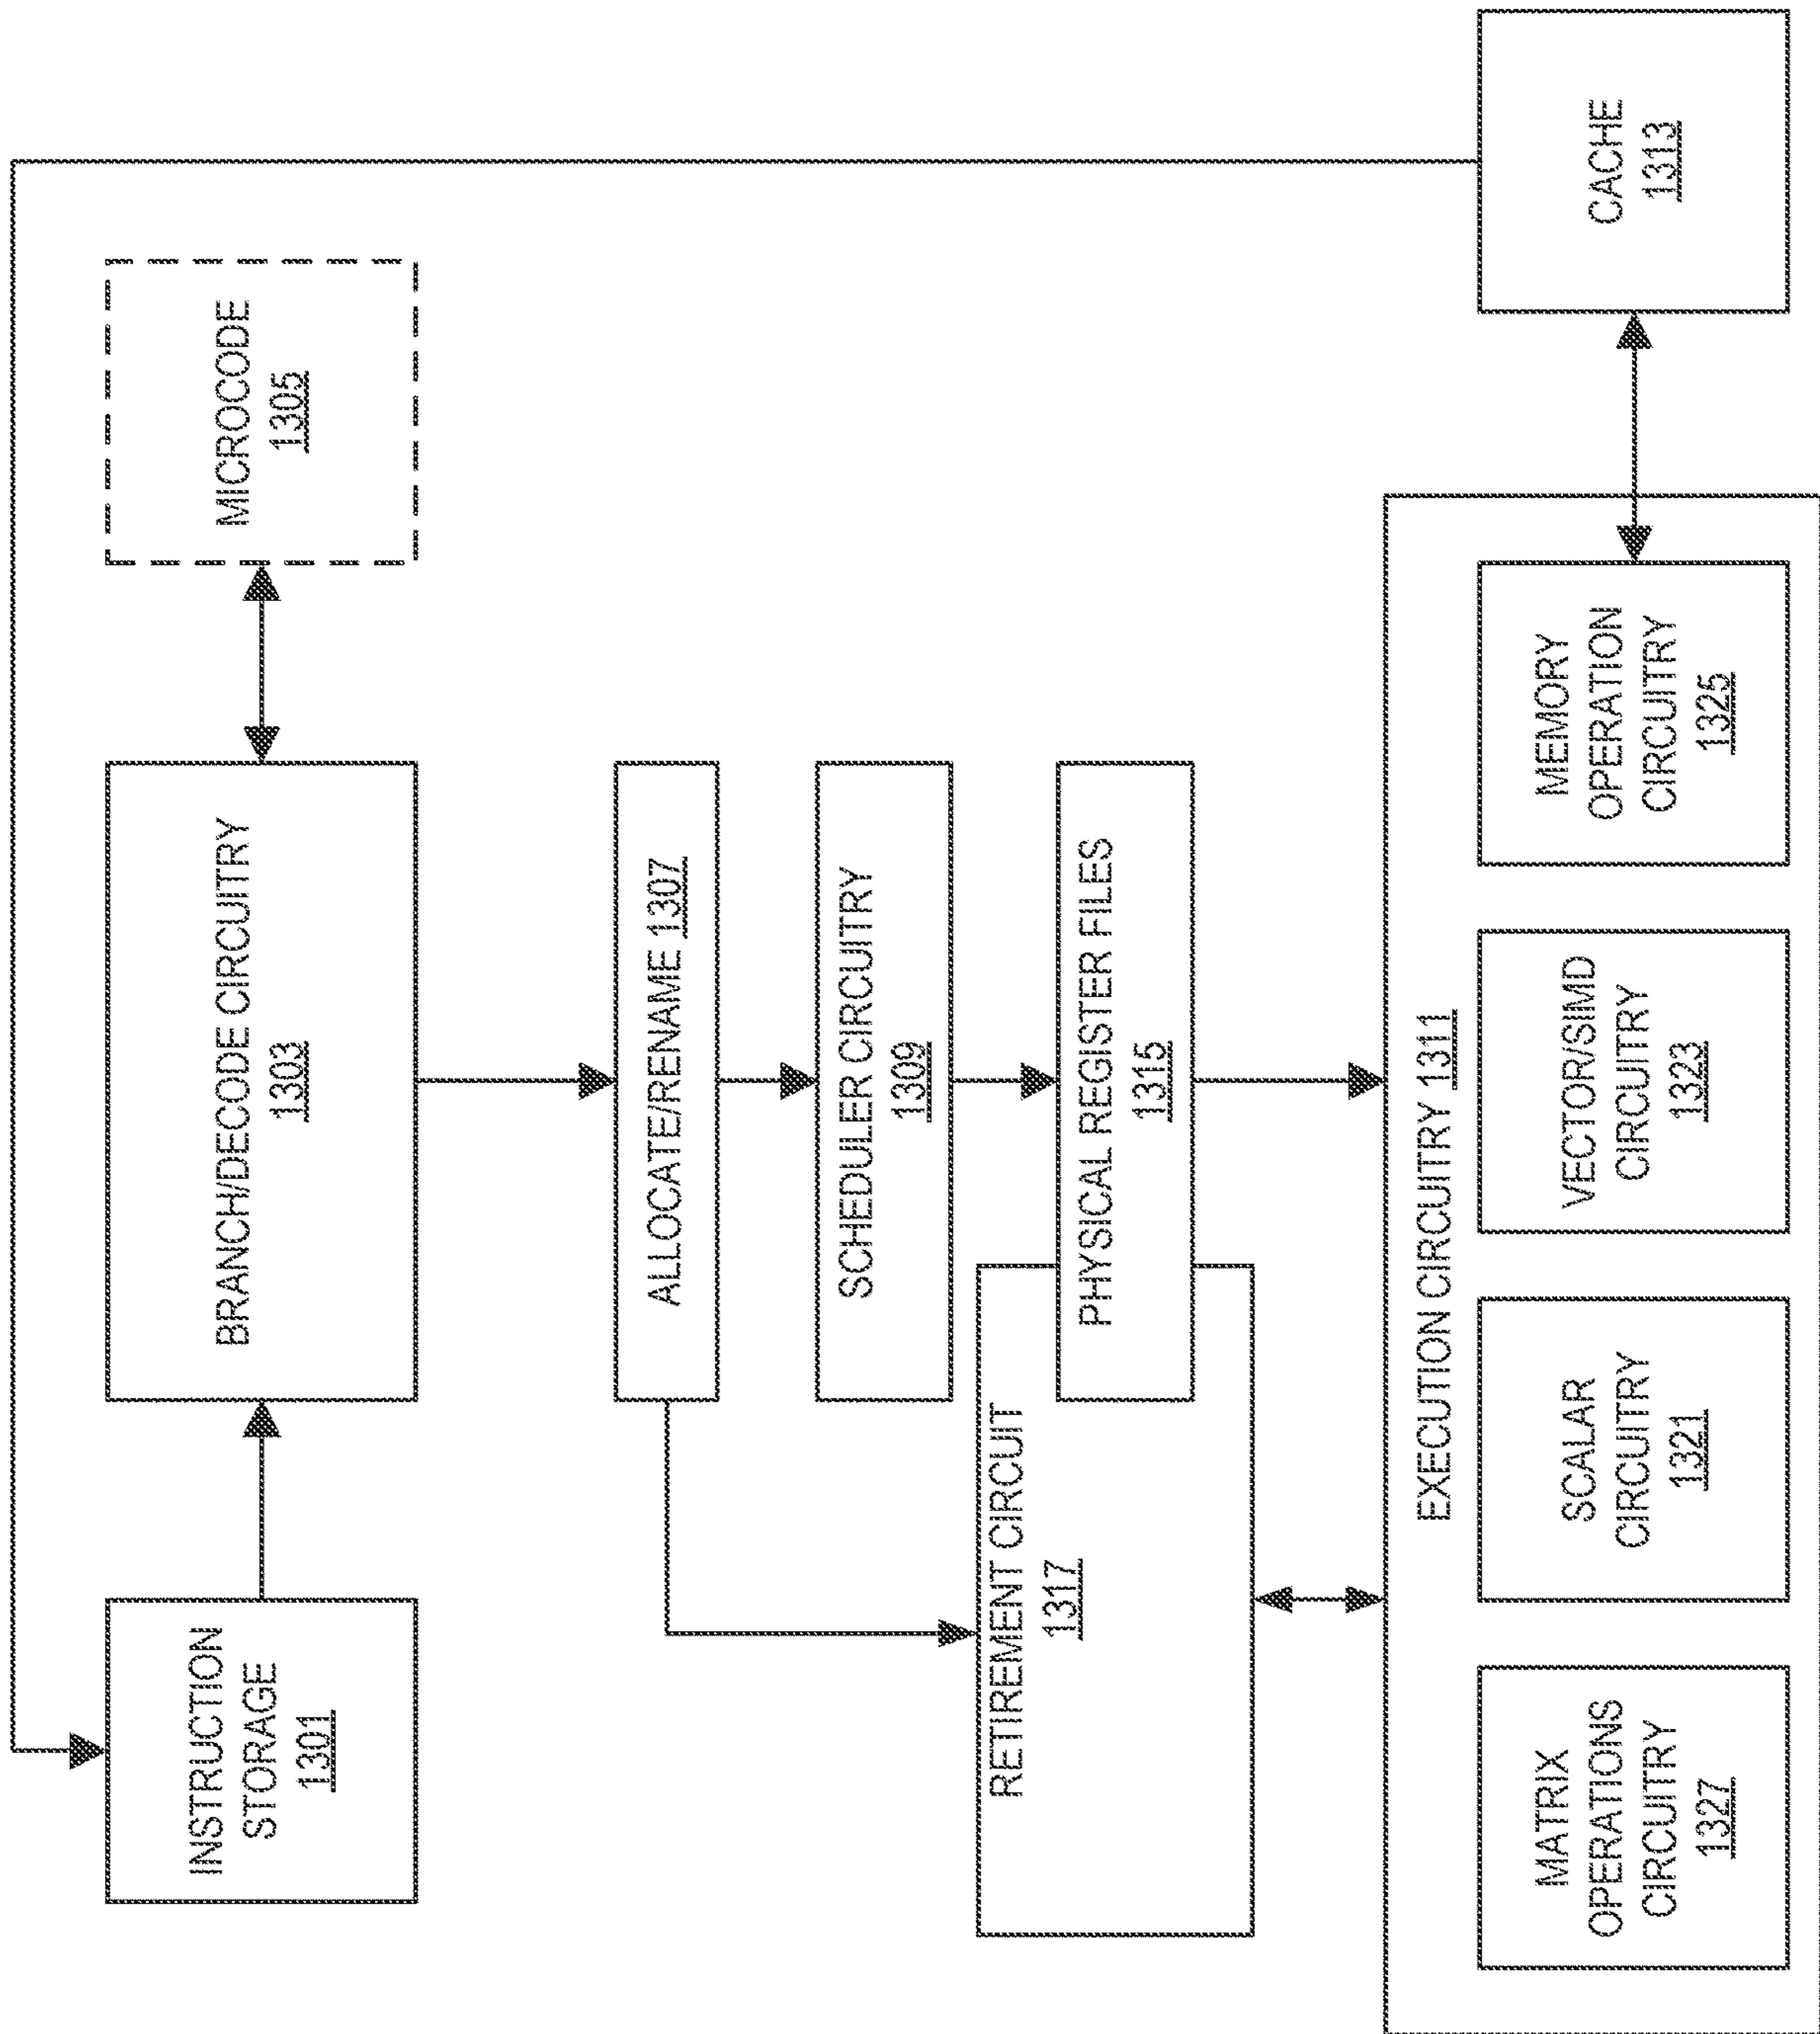 INSTRUCTION
STORAGE
1301
BRANCH/DECODE CIRCUITRY
1303
MICROCODE
1305
ALLOCATE/RENAME 1307
SCHEDULER CIRCUITRY
1309
RETIREMENT CIRCUIT
1317
PHYSICAL REGISTER FILES
1315
EXECUTION CIRCUITRY 1311
MATRIX
OPERATIONS
CIRCUITRY
1327
SCALAR
CIRCUITRY
1321
VECTOR/SIMD
CIRCUITRY
1323
MEMORY
OPERATION
CIRCUITRY
1325
CACHE
1313